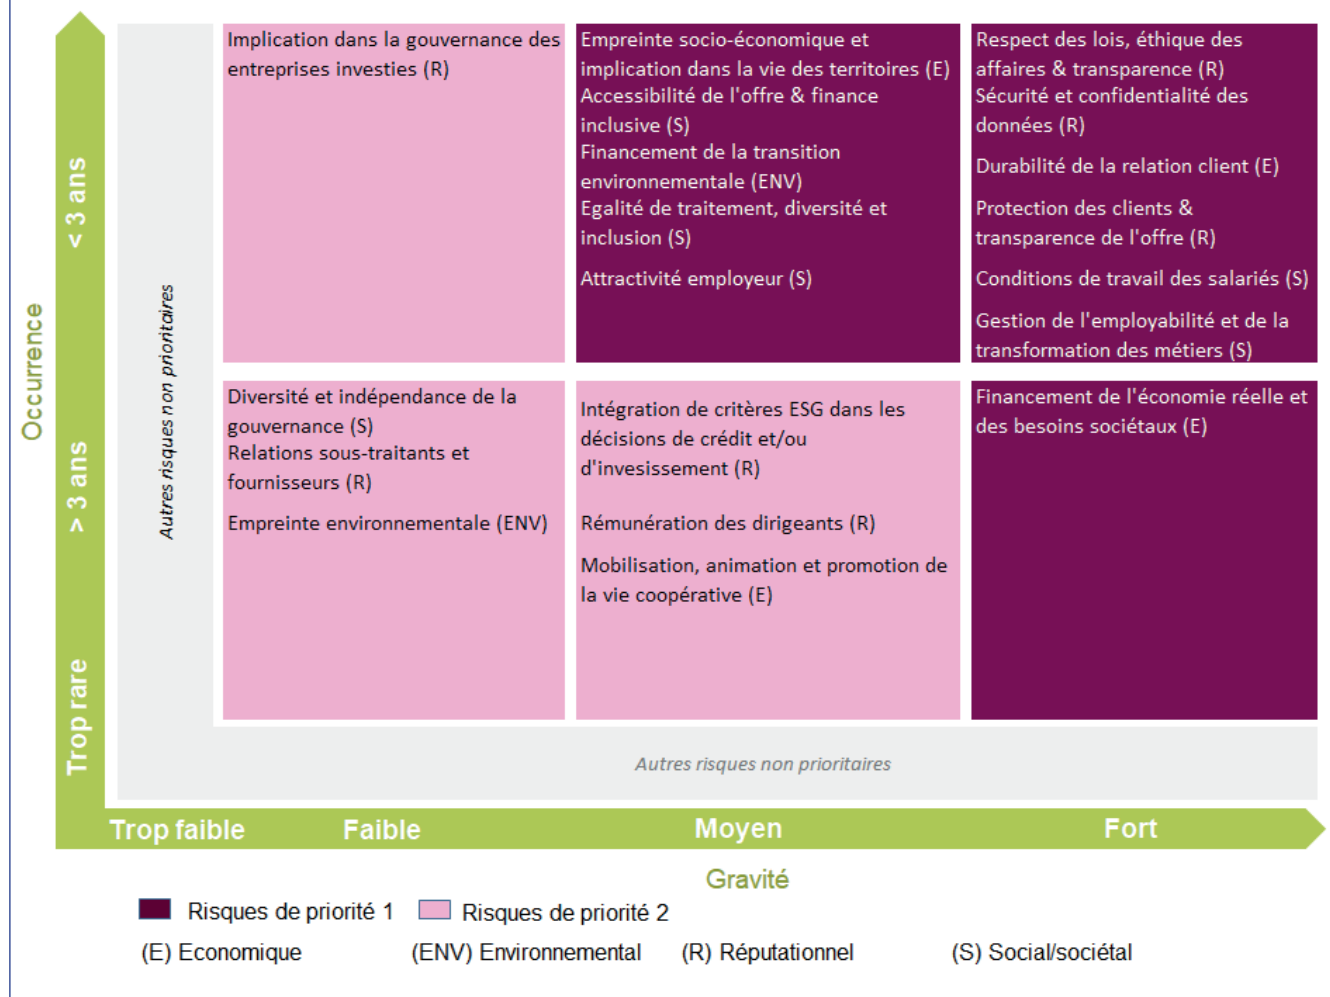 Implication dans la gouvernance des
entreprises investies (R)
Empreinte socio-économique et
implication dans la vie des territoires (E)
Accessibilité de l'offre & finance
inclusive (S)
Financement de la transition
environnementale (ENV)
Egalité de traitement, diversité et
inclusion (S)
Attractivité employeur (S)
Respect des lois, éthique des
affaires & transparence (R)
Sécurité et confidentialité des
données (R)
Durabilité de la relation client (E)
Protection des clients &
transparence de l'offre (R)
Conditions de travail des salariés (S)
Gestion de l'employabilité et de la
transformation des métiers (S)
Occurrence
< 3 ans
> 3 ans
Trop rare
Autres risques non prioritaires
Diversité et indépendance de la
gouvernance (S)
Relations sous-traitants et
fournisseurs (R)
Empreinte environnementale (ENV)
Intégration de critères ESG dans les
décisions de crédit et/ou
d'invesissement (R)
Rémunération des dirigeants (R)
Mobilisation, animation et promotion de
la vie coopérative (E)
Financement de l'économie réelle et
des besoins sociétaux (E)
Autres risques non prioritaires
Trop faible
Faible
Moyen
Fort
Gravité
Risques de priorité 1
Risques de priorité 2
(E) Economique
(ENV) Environnemental
(R) Réputationnel
(S) Social/sociétal